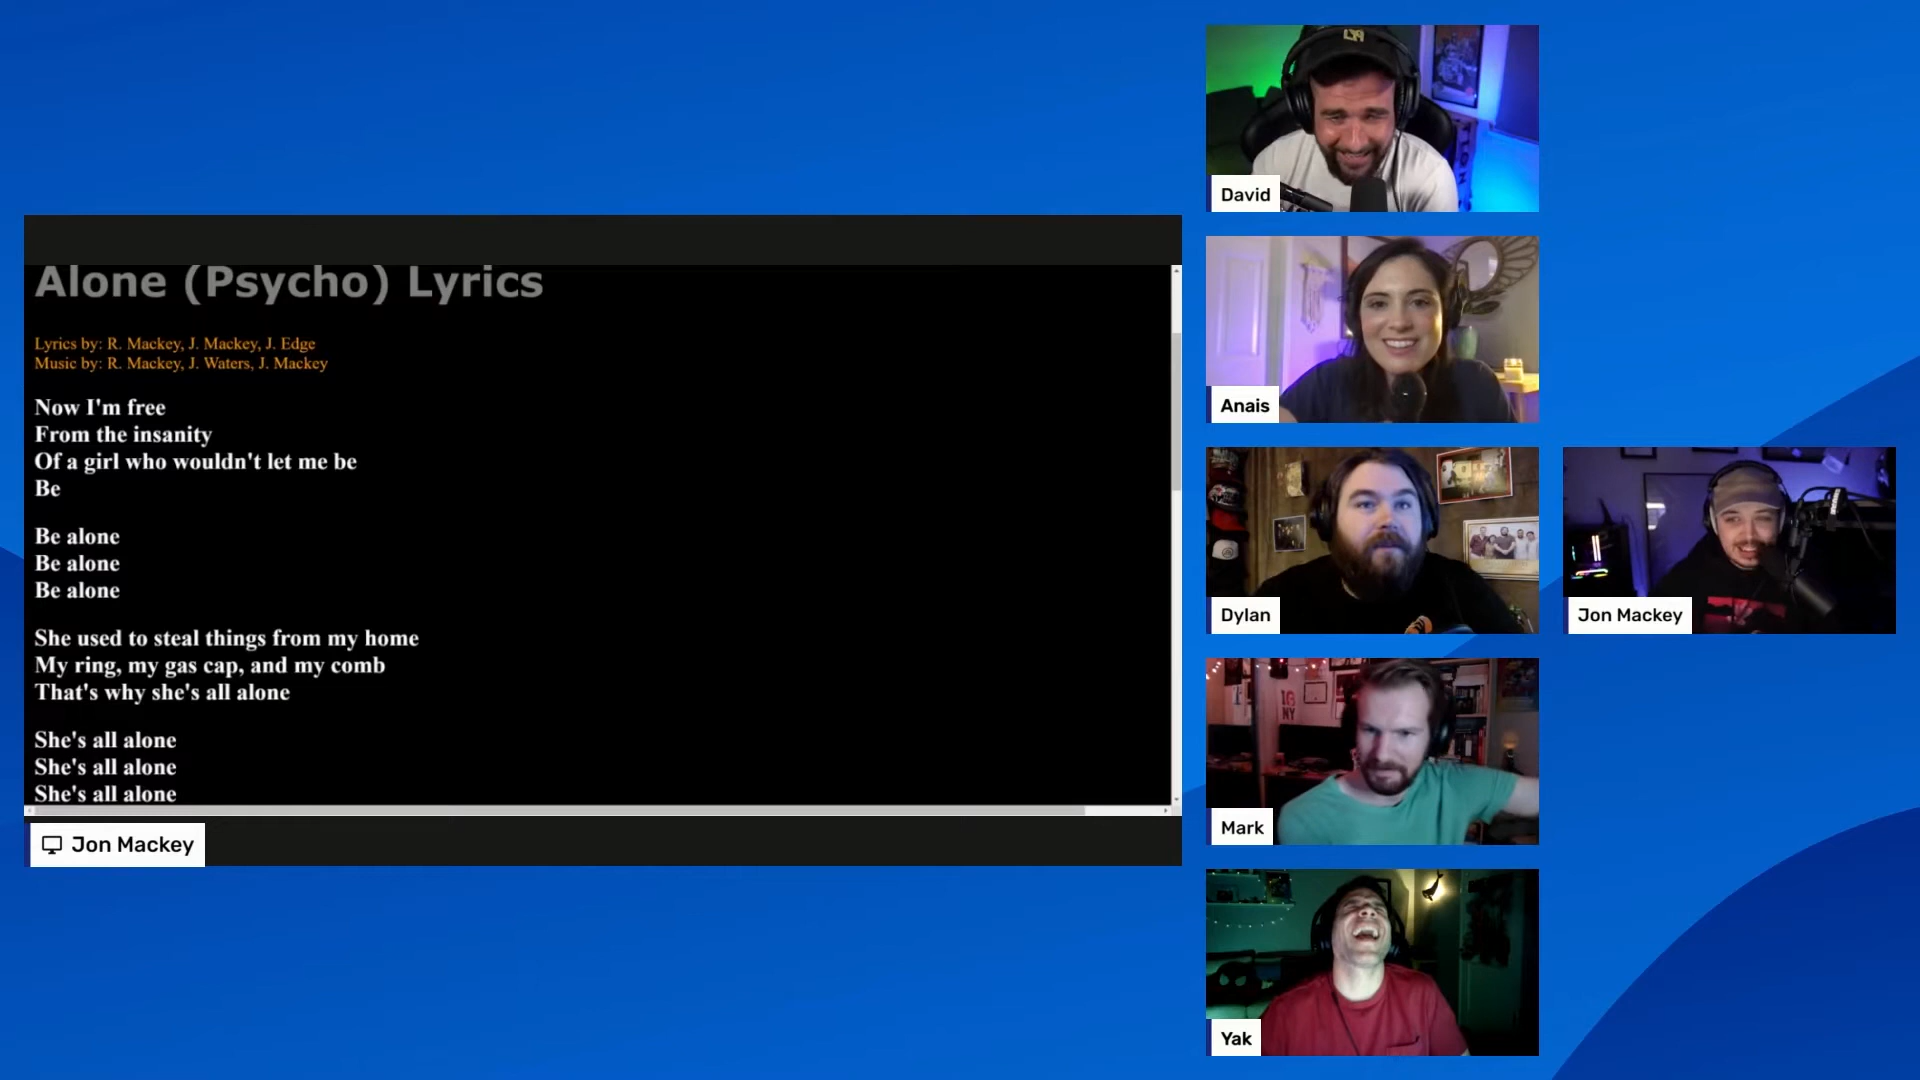 Alone (Psycho) Lyrics
Lyrics by: R. Mackey, J. Mackey, J. Edge
Music by: R. Mackey, J. Waters, J. Mackey
Now I'm free
From the insanity
Of a girl who wouldn't let me be
Be
Be alone
Be alone
Be alone
She used to steal things from my home
My ring, my gas cap, and my comb
That's why she's all alone
She's all alone
She's all alone
She's all alone
Jon Mackey
David
Anais
Dylan
Jon Mackey
Mark
Yak
NY